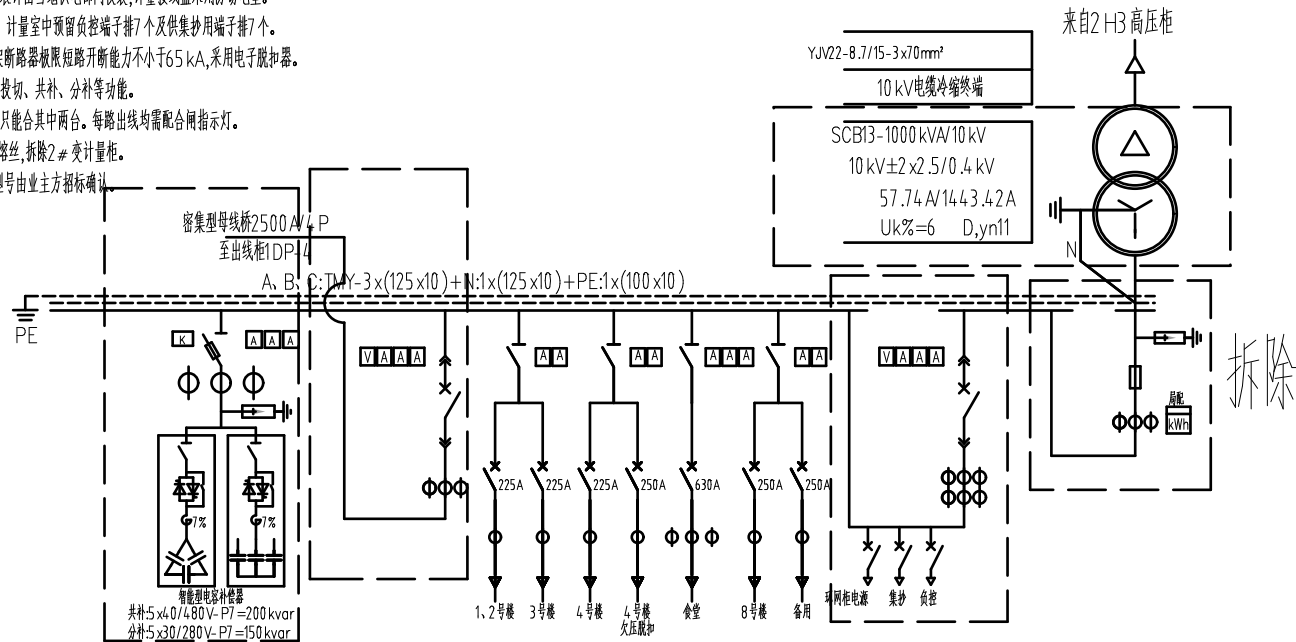 计量室中预留负控端子排7个及供集抄用端子排7个。
断路器极限短路开断能力不小于65kA,采用电子脱扣器。
投切、共补、分补等功能。
只能合其中两台。每路出线均需配合闸指示灯。
熔丝,拆除2#变计量柜。
型号由业主方招标确认。
来自2H3高压柜
YJV22-8.7/15-3x70mm²
10kV电缆冷缩终端
SCB13-1000kVA/10kV
10kV±2x2.5/0.4kV
57.74A/1443.42A
Uk%=6 D,yn11
N
密集型母线桥2500A/4P
至出线柜1DP-4
A、B、C:TMY-3x(125x10)+N:1x(125x10)+PE:1x(100x10)
PE
K A A A
V A A A
A A
A A
A A A
A A
V A A A
拆除
局配
kWh
225A
225A
225A
250A
630A
250A
250A
7%
7%
智能型电容补偿器
共补:5x40/480V-P7=200kvar
分补:5x30/280V-P7=150kvar
1、2号楼
3号楼
4号楼
4号楼
欠压脱扣
食堂
8号楼
备用
环网柜电源
集抄
负控